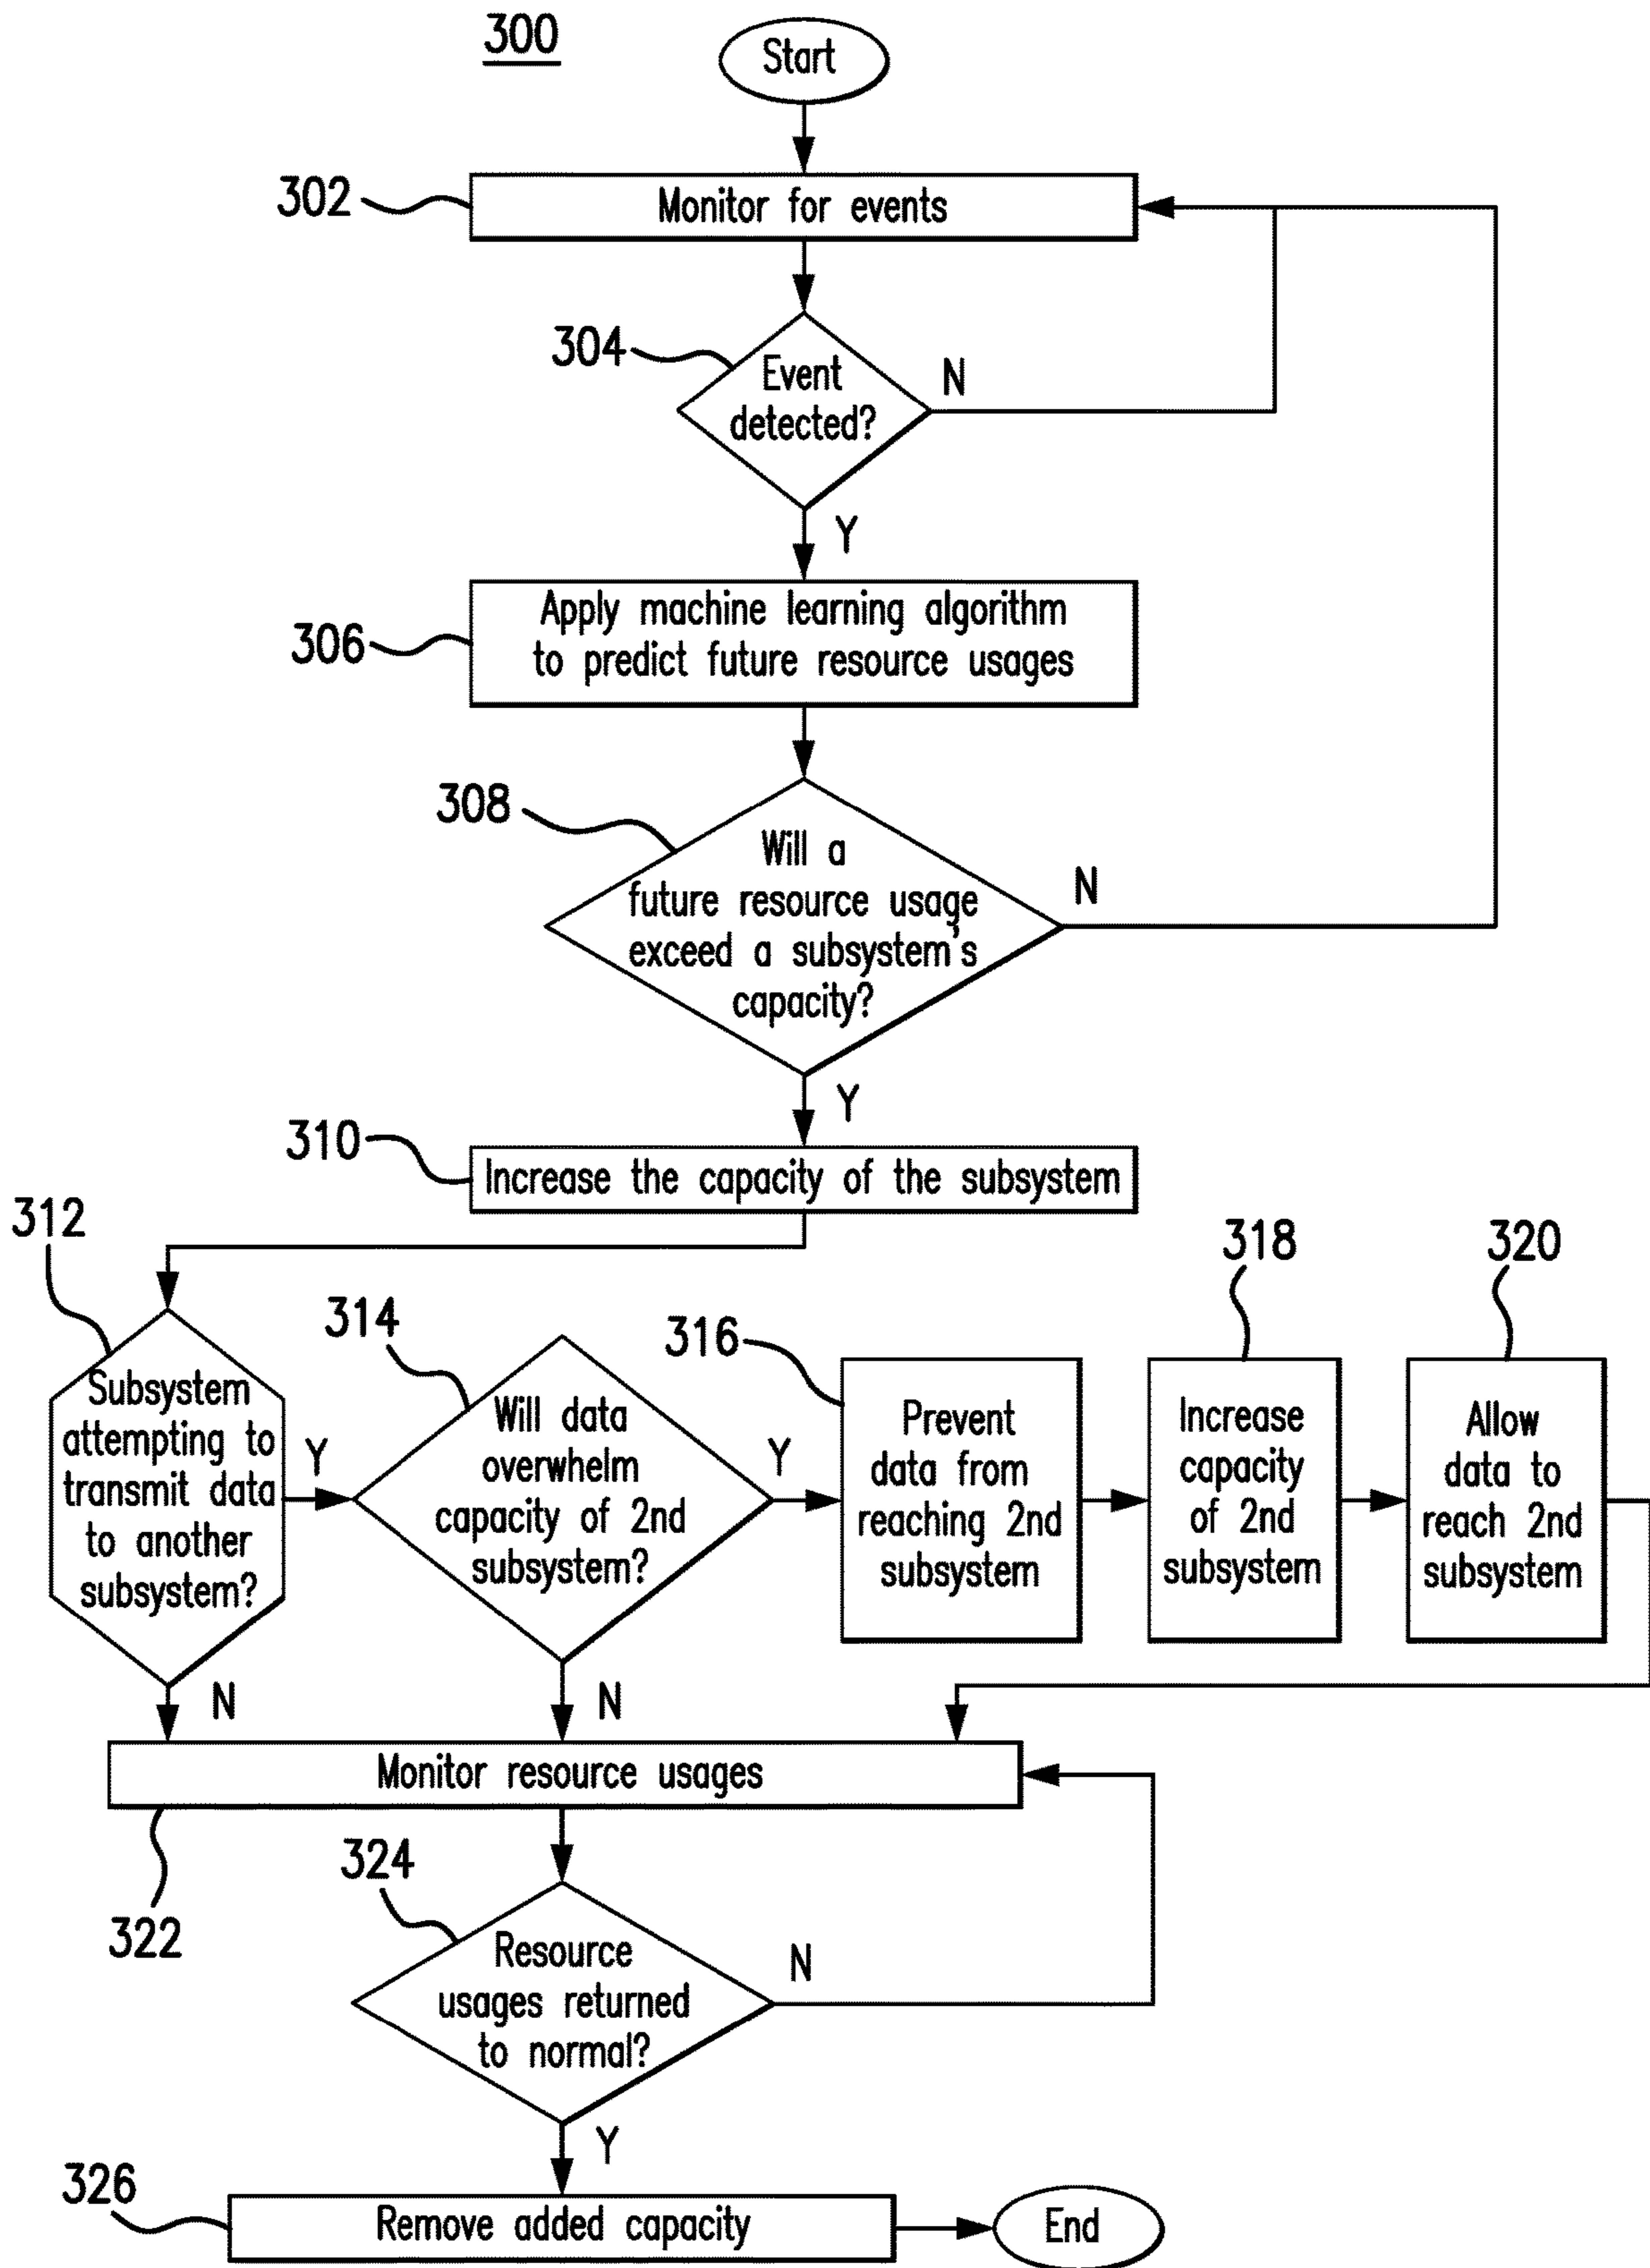 300
Start
302
Monitor for events
304
Event
detected?
N
Y
306
Apply machine learning algorithm
to predict future resource usages
308
Will a
future resource usage
exceed a subsystem's
capacity?
N
Y
310
Increase the capacity of the subsystem
312
Subsystem
attempting to
transmit data
to another
subsystem?
Y
N
314
Will data
overwhelm
capacity of 2nd
subsystem?
Y
N
316
Prevent
data from
reaching 2nd
subsystem
318
Increase
capacity
of 2nd
subsystem
320
Allow
data to
reach 2nd
subsystem
Monitor resource usages
322
324
Resource
usages returned
to normal?
N
Y
326
Remove added capacity
End